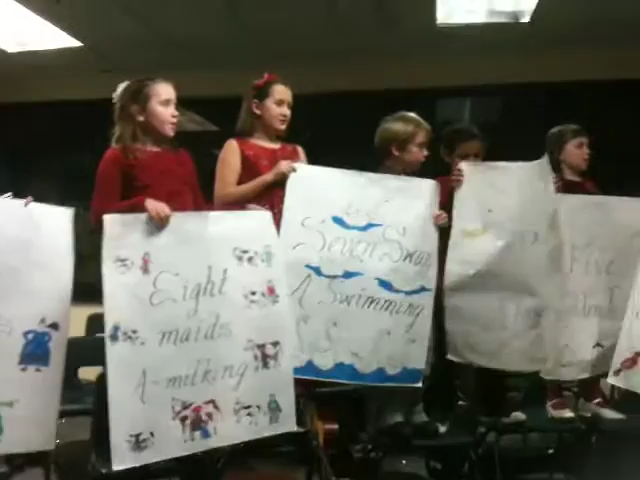 Eight
maids
A-milking
Seven Swans
A Swimming
Five